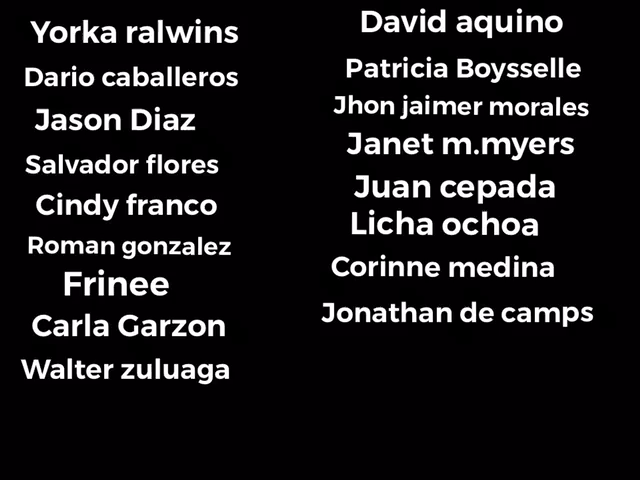 Yorka ralwins
Dario caballeros
Jason Diaz
Salvador flores
Cindy franco
Roman gonzalez
Frinee
Carla Garzon
Walter zuluaga
David aquino
Patricia Boysselle
Jhon jaimer morales
Janet m.myers
Juan cepada
Licha ochoa
Corinne medina
Jonathan de camps